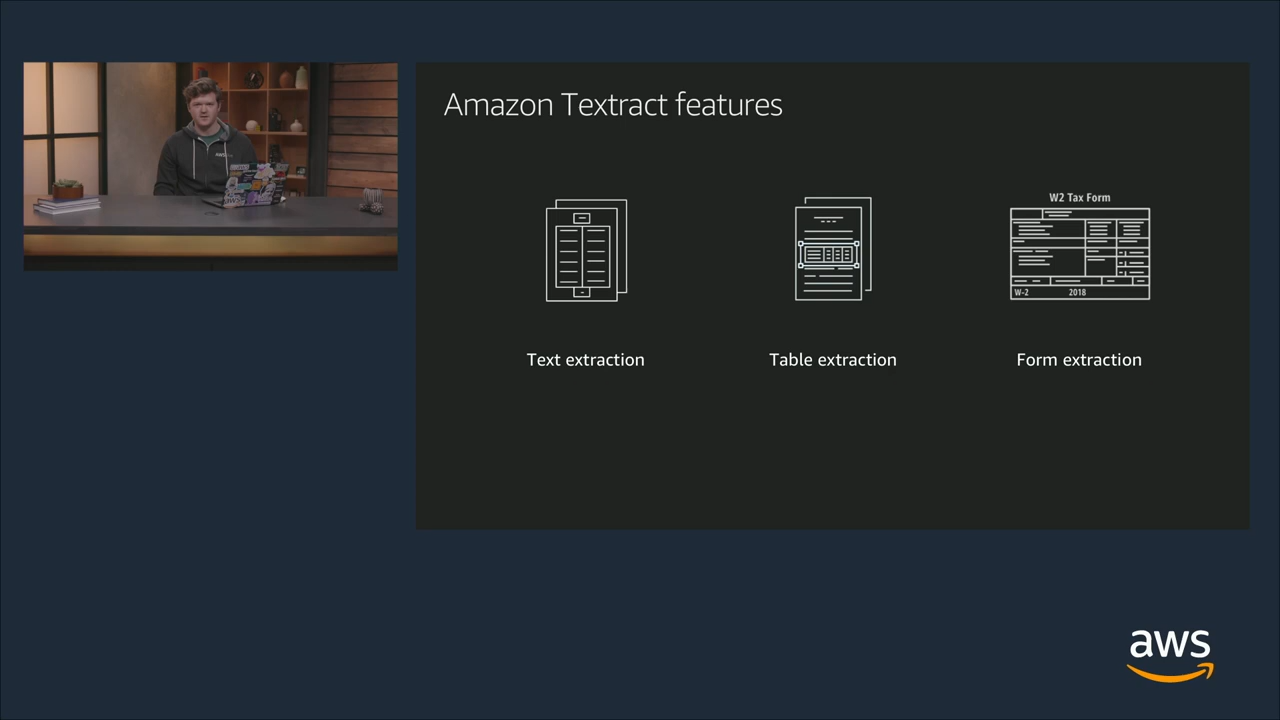 Amazon Textract features
W2 Tax Form
W-2 2018
Text extraction
Table extraction
Form extraction
aws